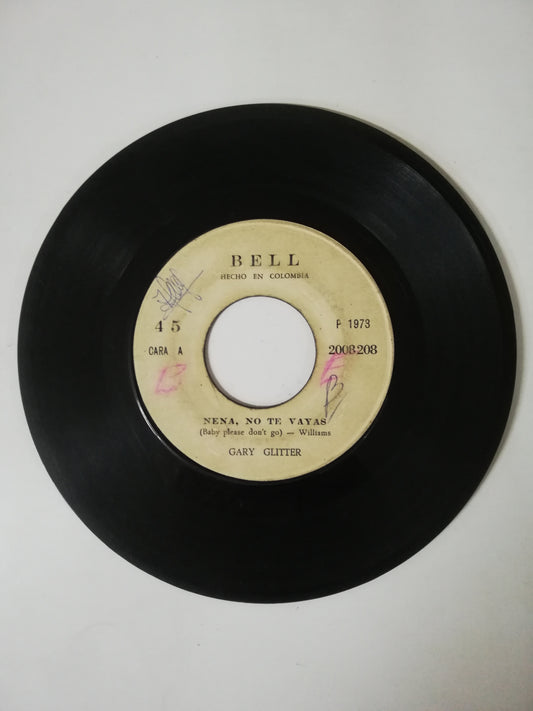 BELL
HECHO EN COLOMBIA
45 P 1973
CARA A 2008208
NENA, NO TE VAYAS
(Baby please don't go) — Williams
GARY GLITTER